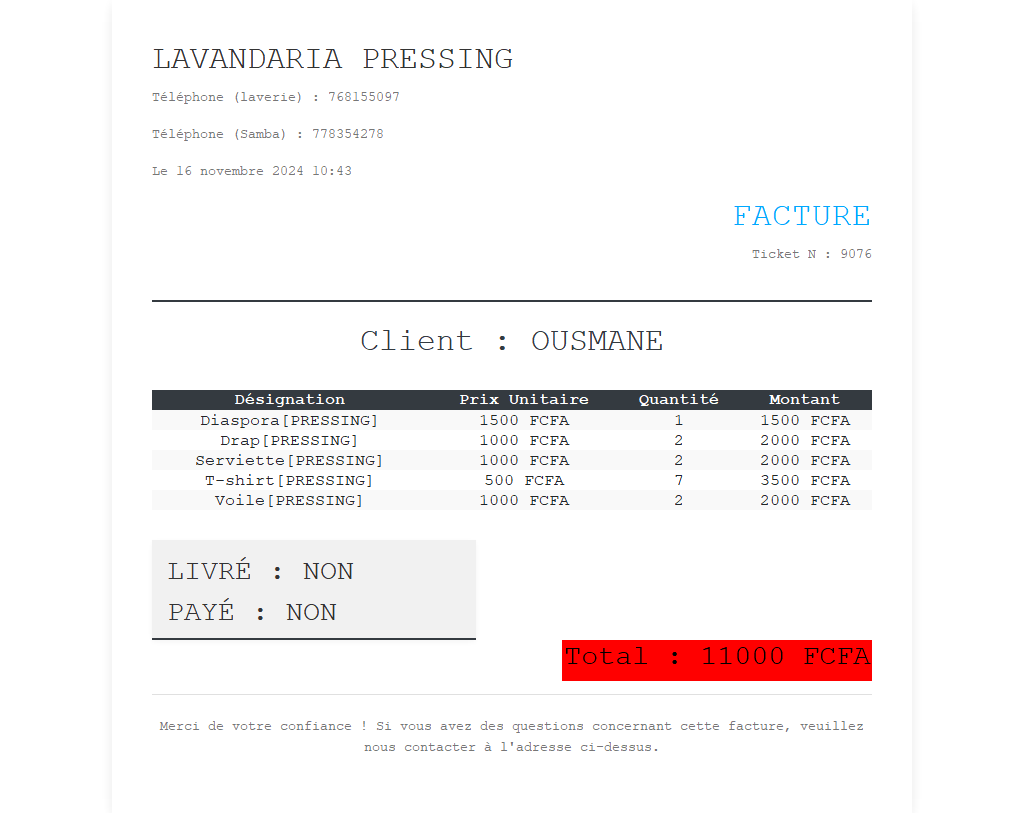 LAVANDARIA PRESSING
Téléphone (laverie) : 768155097
Téléphone (Samba) : 778354278
Le 16 novembre 2024 10:43
FACTURE
Ticket N : 9076
Client : OUSMANE
Désignation Prix Unitaire Quantité Montant
Diaspora[PRESSING] 1500 FCFA 1 1500 FCFA
Drap[PRESSING] 1000 FCFA 2 2000 FCFA
Serviette[PRESSING] 1000 FCFA 2 2000 FCFA
T-shirt[PRESSING] 500 FCFA 7 3500 FCFA
Voile[PRESSING] 1000 FCFA 2 2000 FCFA
LIVRÉ : NON
PAYÉ : NON
Total : 11000 FCFA
Merci de votre confiance ! Si vous avez des questions concernant cette facture, veuillez
nous contacter à l'adresse ci-dessus.